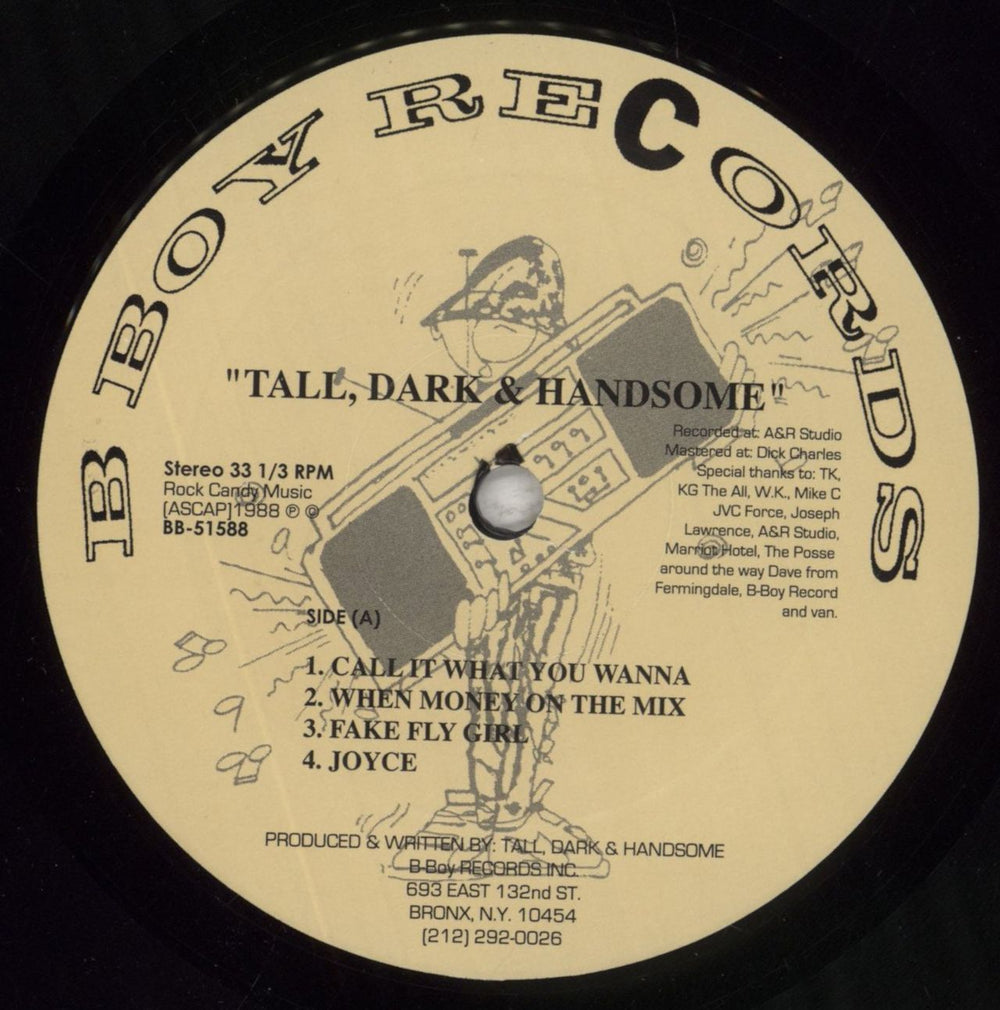 B BOY RECORDS
"TALL, DARK & HANDSOME"
Stereo 33 1/3 RPM
Rock Candy Music
[ASCAP]1988 ℗ ©
BB-51588
Recorded at: A&R Studio
Mastered at: Dick Charles
Special thanks to: TK,
KG The All, W.K., Mike C
JVC Force, Joseph
Lawrence, A&R Studio,
Marriot Hotel, The Posse
around the way Dave from
Fermingdale, B-Boy Record
and van.
SIDE (A)
1. CALL IT WHAT YOU WANNA
2. WHEN MONEY ON THE MIX
3. FAKE FLY GIRL
4. JOYCE
PRODUCED & WRITTEN BY: TALL, DARK & HANDSOME
B-Boy RECORDS INC.
693 EAST 132nd ST.
BRONX, N.Y. 10454
(212) 292-0026